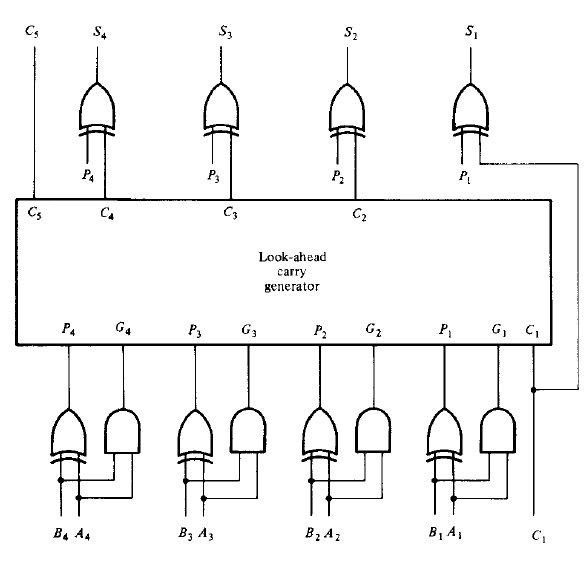 C5 S4 S3 S2 S1
P4 P3 P2 P1
C5 C4 C3 C2
Look-ahead
carry
generator
P4 G4 P3 G3 P2 G2 P1 G1 C1
B4 A4 B3 A3 B2 A2 B1 A1 C1